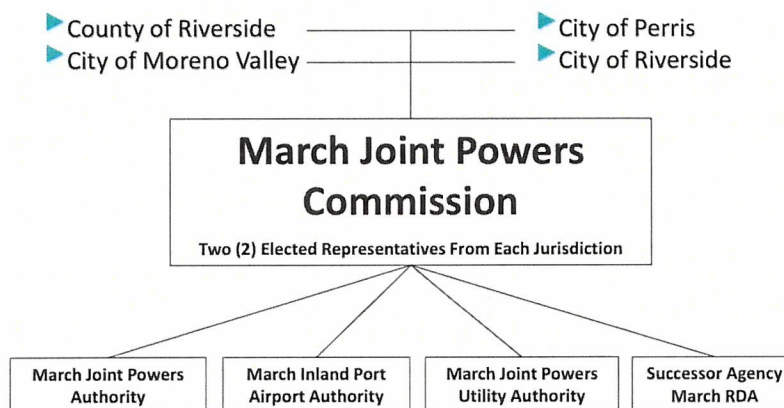 County of Riverside
City of Perris
City of Moreno Valley
City of Riverside
March Joint Powers
Commission
Two (2) Elected Representatives From Each Jurisdiction
March Joint Powers
Authority
March Inland Port
Airport Authority
March Joint Powers
Utility Authority
Successor Agency
March RDA